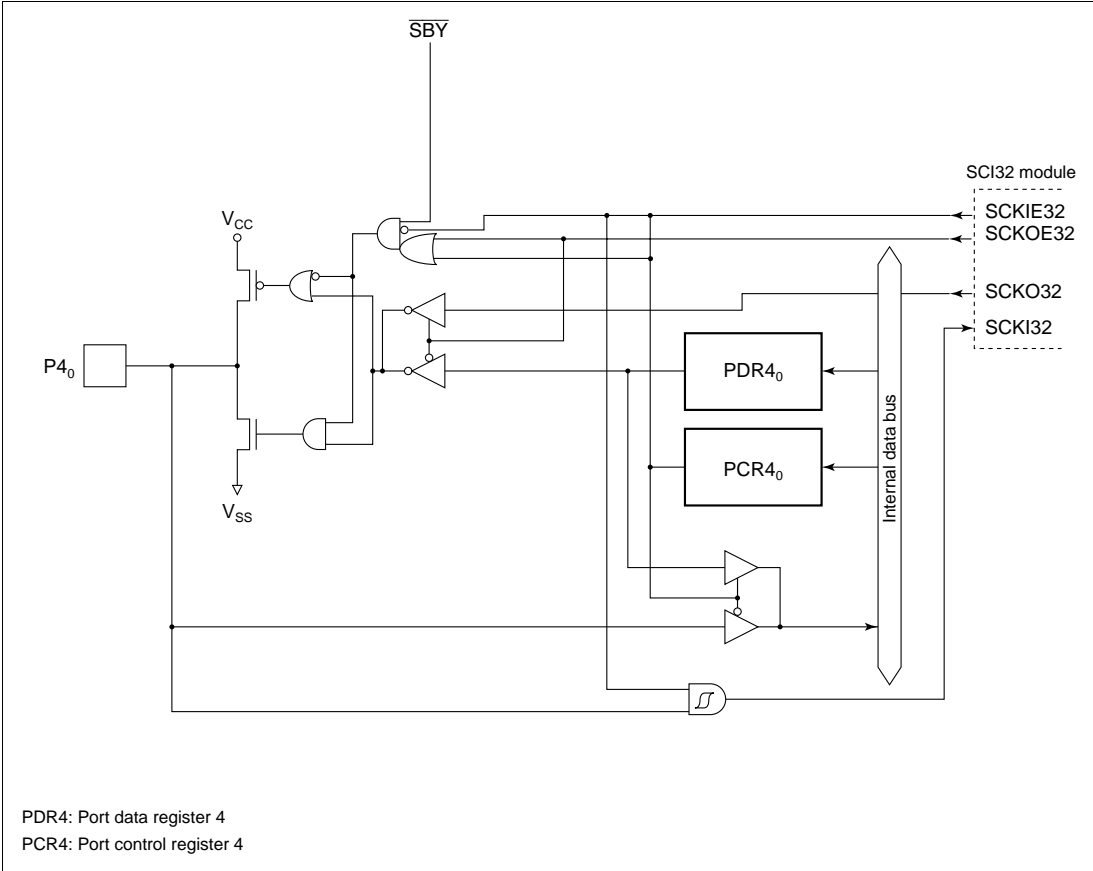 S̅B̅Y̅
SCI32 module
SCKIE32
SCKOE32
SCKO32
SCKI32
VCC
P40
PDR40
PCR40
Internal data bus
VSS
PDR4: Port data register 4
PCR4: Port control register 4